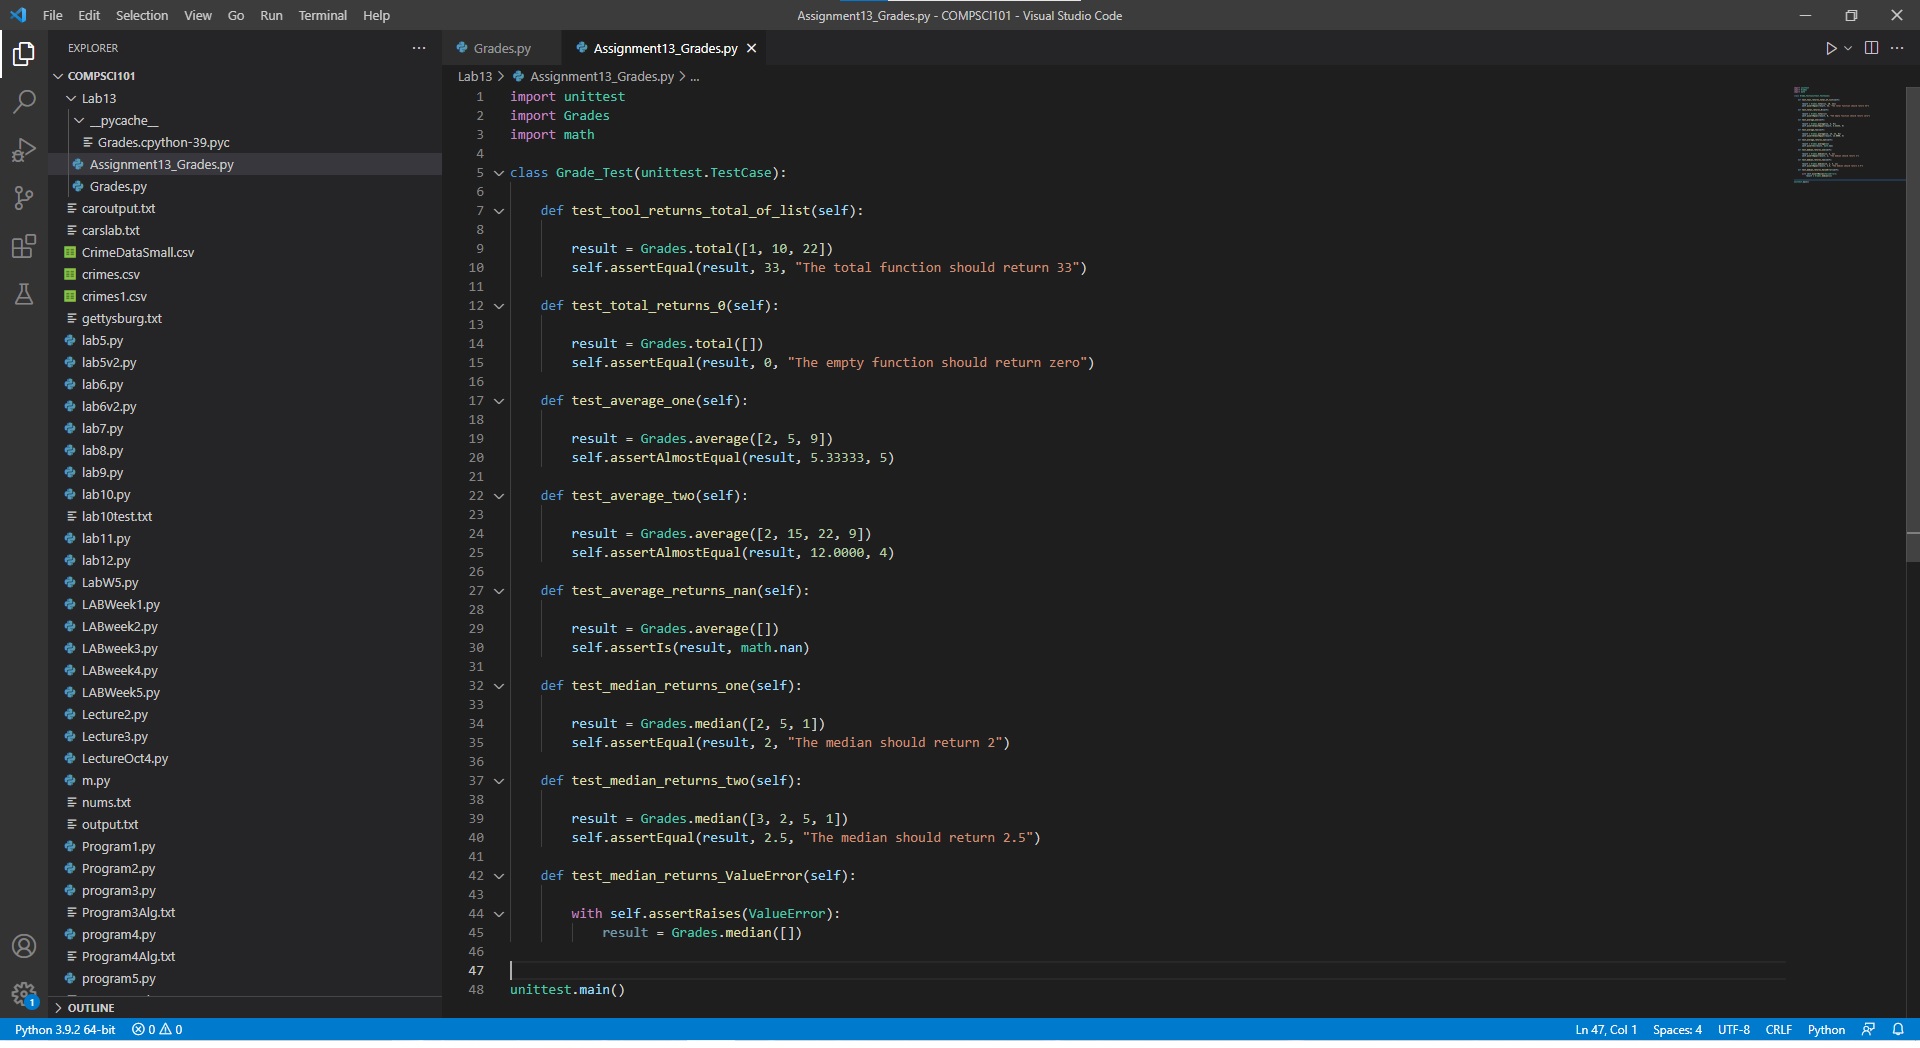 File Edit Selection View Go Run Terminal Help
Assignment13_Grades.py - COMPSCI101 - Visual Studio Code
EXPLORER
COMPSCI101
Lab13
__pycache__
Grades.cpython-39.pyc
Assignment13_Grades.py
Grades.py
caroutput.txt
carslab.txt
CrimeDataSmall.csv
crimes.csv
crimes1.csv
gettysburg.txt
lab5.py
lab5v2.py
lab6.py
lab6v2.py
lab7.py
lab8.py
lab9.py
lab10.py
lab10test.txt
lab11.py
lab12.py
LabW5.py
LABWeek1.py
LABweek2.py
LABweek3.py
LABweek4.py
LABWeek5.py
Lecture2.py
Lecture3.py
LectureOct4.py
m.py
nums.txt
output.txt
Program1.py
Program2.py
program3.py
Program3Alg.txt
program4.py
Program4Alg.txt
program5.py
OUTLINE
1
Grades.py
Assignment13_Grades.py
Lab13 > Assignment13_Grades.py > ...
1 import unittest
2 import Grades
3 import math
4
5 class Grade_Test(unittest.TestCase):
6
7 def test_tool_returns_total_of_list(self):
8
9 result = Grades.total([1, 10, 22])
10 self.assertEqual(result, 33, "The total function should return 33")
11
12 def test_total_returns_0(self):
13
14 result = Grades.total([])
15 self.assertEqual(result, 0, "The empty function should return zero")
16
17 def test_average_one(self):
18
19 result = Grades.average([2, 5, 9])
20 self.assertAlmostEqual(result, 5.33333, 5)
21
22 def test_average_two(self):
23
24 result = Grades.average([2, 15, 22, 9])
25 self.assertAlmostEqual(result, 12.0000, 4)
26
27 def test_average_returns_nan(self):
28
29 result = Grades.average([])
30 self.assertIs(result, math.nan)
31
32 def test_median_returns_one(self):
33
34 result = Grades.median([2, 5, 1])
35 self.assertEqual(result, 2, "The median should return 2")
36
37 def test_median_returns_two(self):
38
39 result = Grades.median([3, 2, 5, 1])
40 self.assertEqual(result, 2.5, "The median should return 2.5")
41
42 def test_median_returns_ValueError(self):
43
44 with self.assertRaises(ValueError):
45 result = Grades.median([])
46
47
48 unittest.main()
Python 3.9.2 64-bit 0 0
Ln 47, Col 1 Spaces: 4 UTF-8 CRLF Python